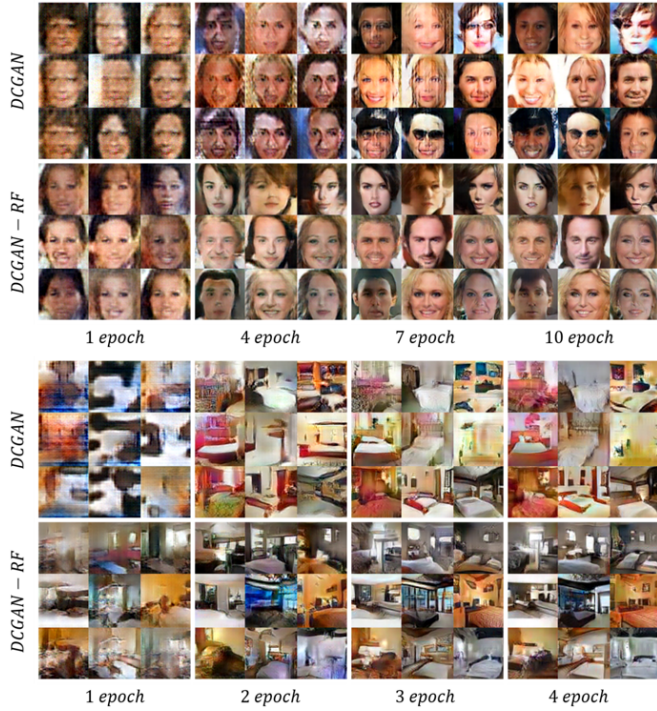 DCGAN
DCGAN − RF
1 epoch 4 epoch 7 epoch 10 epoch
DCGAN
DCGAN − RF
1 epoch 2 epoch 3 epoch 4 epoch